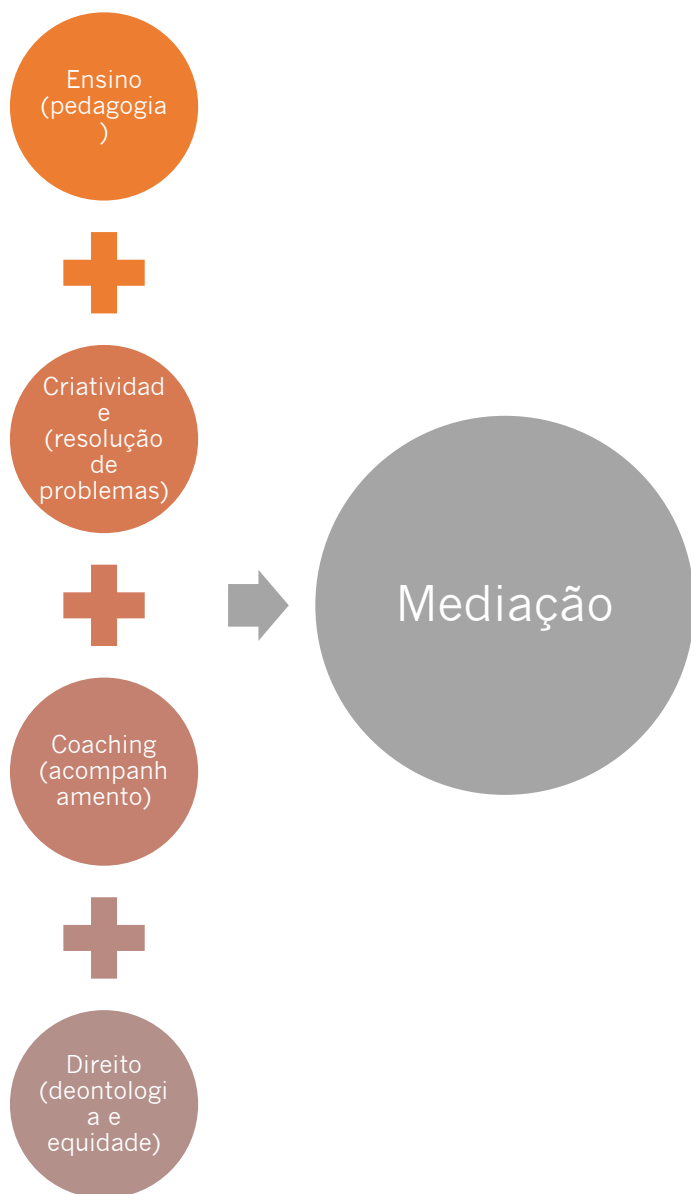 Ensino
(pedagogia
)
Criatividad
e
(resolução
de
problemas)
Mediação
Coaching
(acompanh
amento)
Direito
(deontologi
a e
equidade)